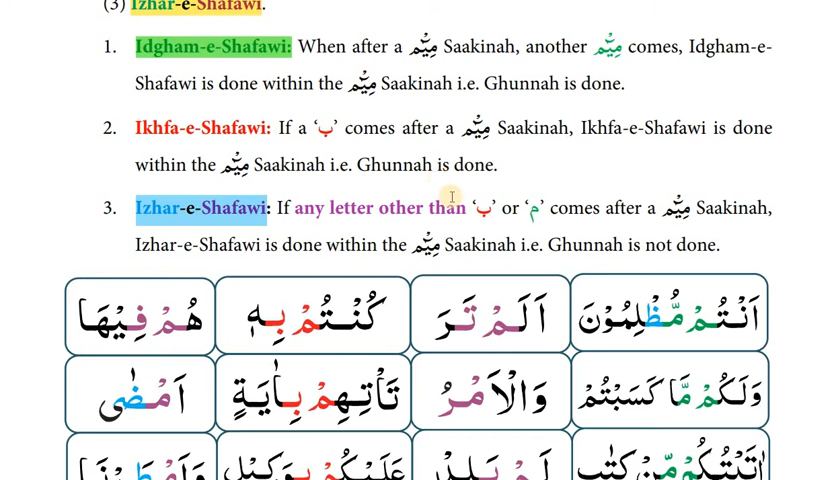 (3) Izhar-e-Shafawi.
1. Idgham-e-Shafawi: When after a مِيْم Saakinah, another مِيْم comes, Idgham-e-
Shafawi is done within the مِيْم Saakinah i.e. Ghunnah is done.
2. Ikhfa-e-Shafawi: If a ‘ب’ comes after a مِيْم Saakinah, Ikhfa-e-Shafawi is done
within the مِيْم Saakinah i.e. Ghunnah is done.
3. Izhar-e-Shafawi: If any letter other than ‘ب’ or ‘م’ comes after a مِيْم Saakinah,
Izhar-e-Shafawi is done within the مِيْم Saakinah i.e. Ghunnah is not done.
اَنْتُمْ مُّظْلِمُوْنَ اَلَمْ تَرَ كُنْتُمْ بِهٖ هُمْ فِيْهَا
وَلَكُمْ مَّا كَسَبْتُمْ وَالْاَمْرُ تَأْتِهِمْ بِاٰيَةٍ اَمْضٰى
اٰتَيْتُكُمْ مِّنْ كِتٰبٍ لَمْ يَلِدْ عَلَيْكُمْ بِوَكِيْلٍ